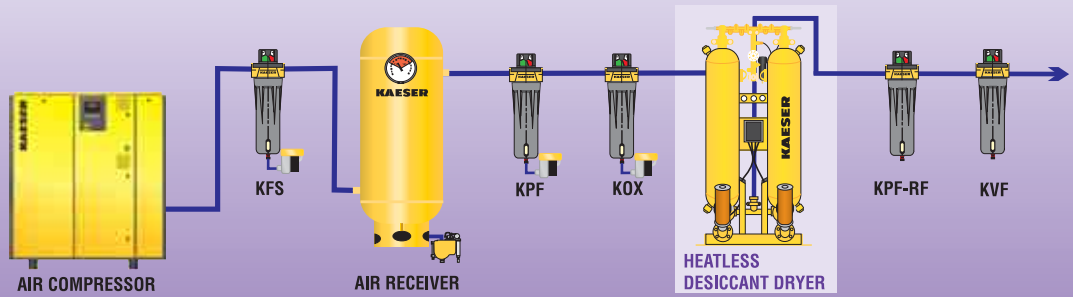 KAESER
AIR COMPRESSOR
KFS
KAESER
AIR RECEIVER
KPF
KOX
KAESER
HEATLESS
DESICCANT DRYER
KPF-RF
KVF